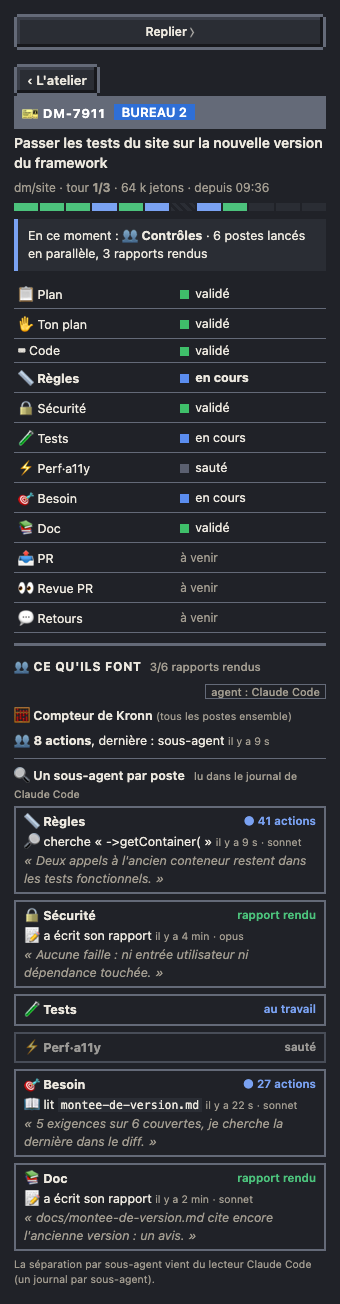 Replier ⟩
‹ L'atelier
DM-7911 BUREAU 2
Passer les tests du site sur la nouvelle version
du framework
dm/site · tour 1/3 · 64 k jetons · depuis 09:36
En ce moment : Contrôles · 6 postes lancés
en parallèle, 3 rapports rendus
Plan validé
Ton plan validé
Code validé
Règles en cours
Sécurité validé
Tests en cours
Perf·a11y sauté
Besoin en cours
Doc validé
PR à venir
Revue PR à venir
Retours à venir
CE QU'ILS FONT 3/6 rapports rendus
agent : Claude Code
Compteur de Kronn (tous les postes ensemble)
8 actions, dernière : sous-agent il y a 9 s
Un sous-agent par poste lu dans le journal de
Claude Code
Règles 41 actions
cherche « ->getContainer( » il y a 9 s · sonnet
« Deux appels à l'ancien conteneur restent dans
les tests fonctionnels. »
Sécurité rapport rendu
a écrit son rapport il y a 4 min · opus
« Aucune faille : ni entrée utilisateur ni
dépendance touchée. »
Tests au travail
Perf·a11y sauté
Besoin 27 actions
lit montee-de-version.md il y a 22 s · sonnet
« 5 exigences sur 6 couvertes, je cherche la
dernière dans le diff. »
Doc rapport rendu
a écrit son rapport il y a 2 min · sonnet
« docs/montee-de-version.md cite encore
l'ancienne version : un avis. »
La séparation par sous-agent vient du lecteur Claude Code
(un journal par sous-agent).